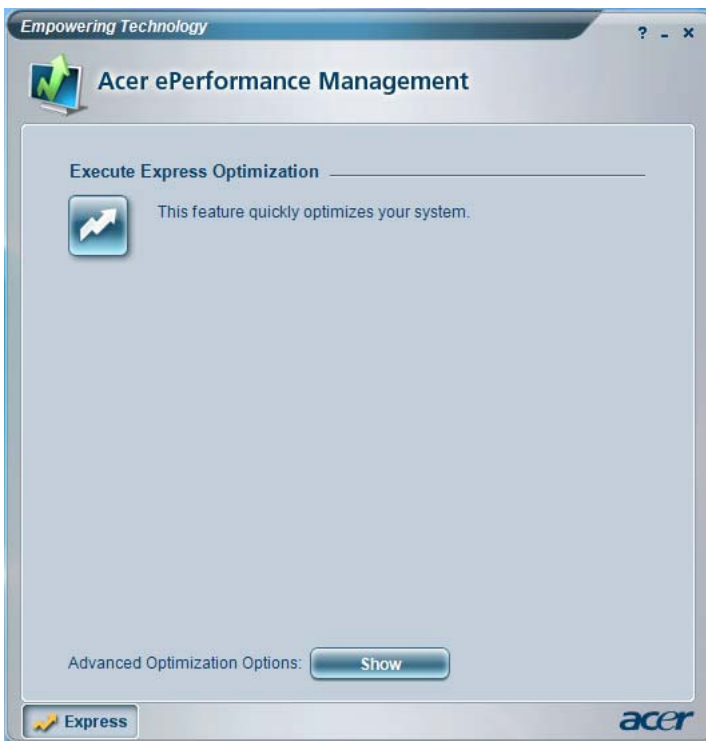 Empowering Technology
? - ×
Acer ePerformance Management
Execute Express Optimization
This feature quickly optimizes your system.
Advanced Optimization Options: Show
Express
acer